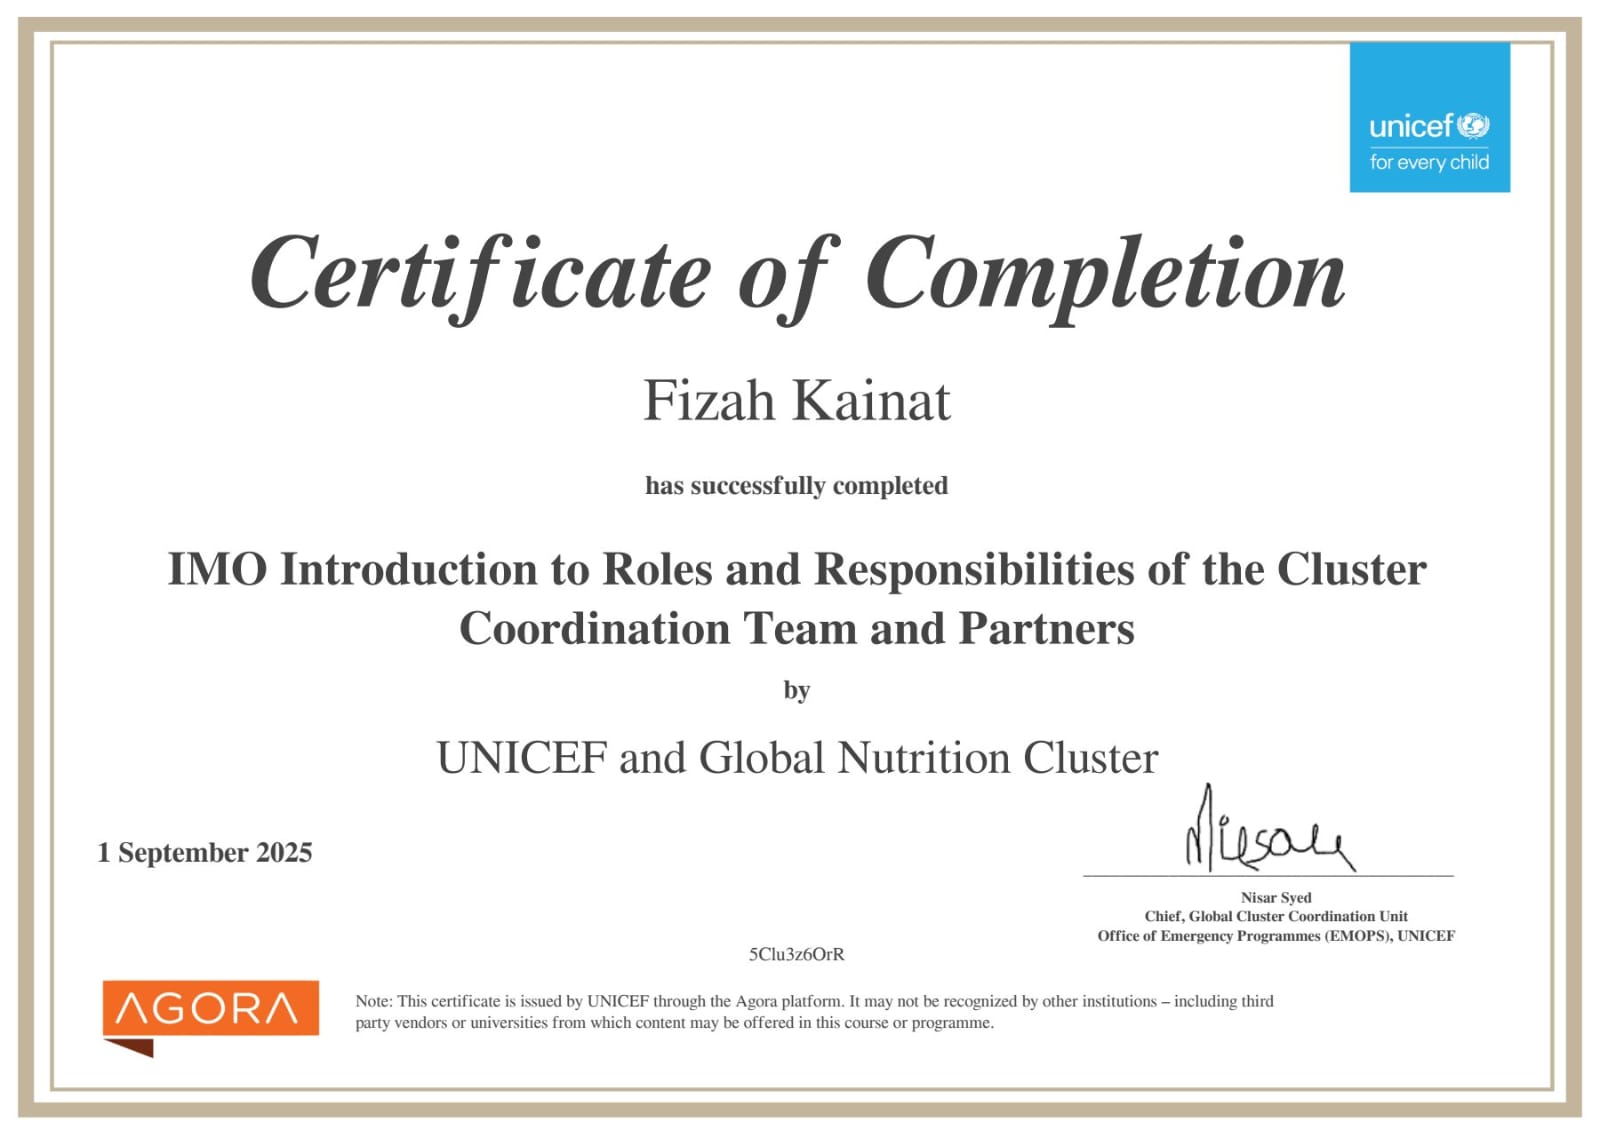 unicef
for every child
Certificate of Completion
Fizah Kainat
has successfully completed
IMO Introduction to Roles and Responsibilities of the Cluster
Coordination Team and Partners
by
UNICEF and Global Nutrition Cluster
1 September 2025
Nisar Syed
Chief, Global Cluster Coordination Unit
Office of Emergency Programmes (EMOPS), UNICEF
5Clu3z6OrR
AGORA
Note: This certificate is issued by UNICEF through the Agora platform. It may not be recognized by other institutions – including third
party vendors or universities from which content may be offered in this course or programme.